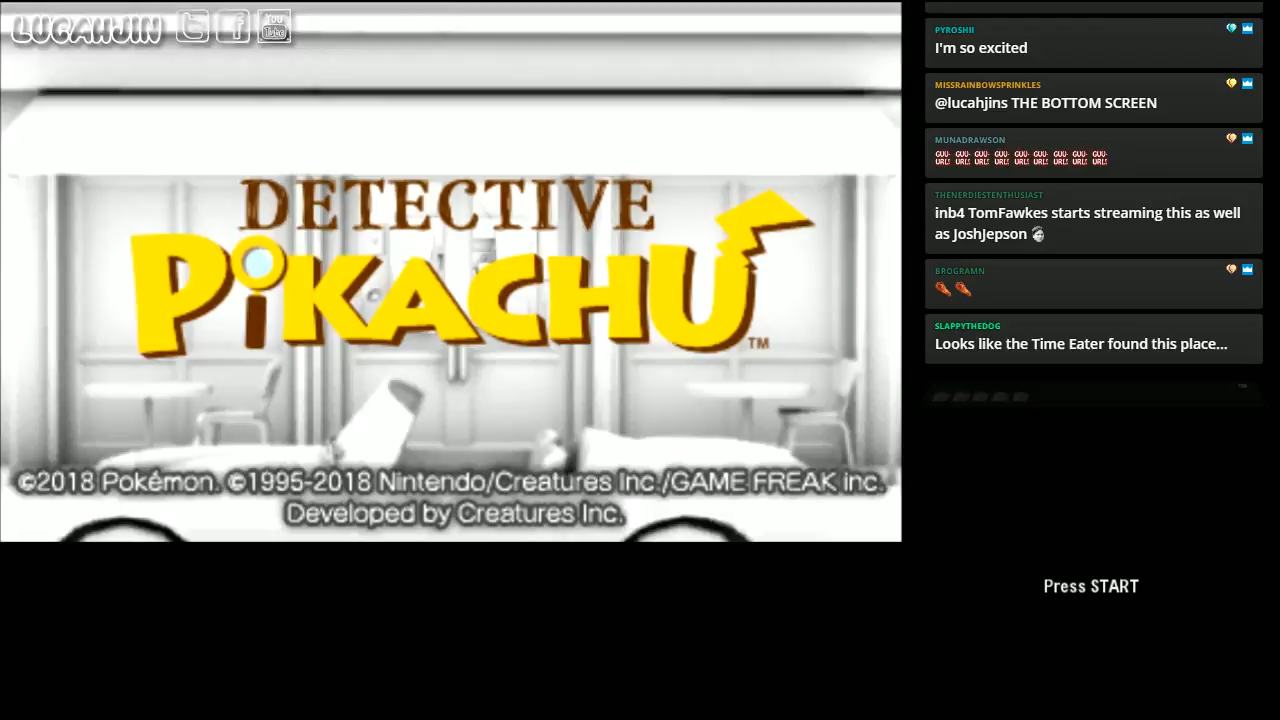 LUCAHJIN
You
Tube
DETECTIVE
PiKACHU
TM
©2018 Pokémon. ©1995-2018 Nintendo/Creatures Inc./GAME FREAK inc.
Developed by Creatures Inc.
PYROSHII
I'm so excited
MISSRAINBOWSPRINKLES
@lucahjins THE BOTTOM SCREEN
MUNADRAWSON
THENERDIESTENTHUSIAST
inb4 TomFawkes starts streaming this as well
as JoshJepson
BROGRAMN
SLAPPYTHEDOG
Looks like the Time Eater found this place...
Press START